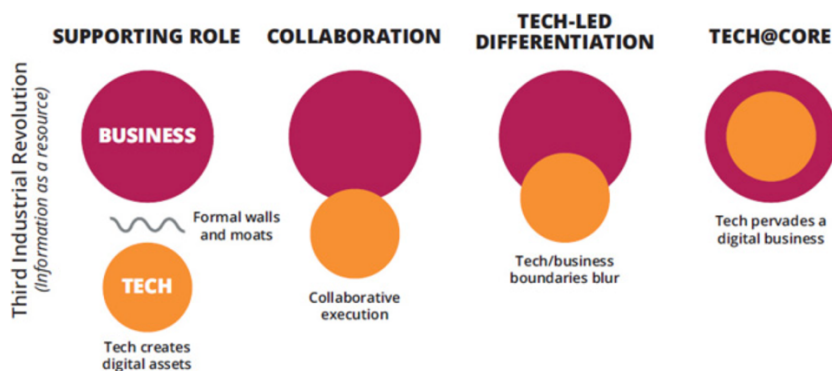 SUPPORTING ROLE
COLLABORATION
TECH-LED
DIFFERENTIATION
TECH@CORE
Third Industrial Revolution
(Information as a resource)
BUSINESS
Formal walls
and moats
TECH
Tech creates
digital assets
Collaborative
execution
Tech/business
boundaries blur
Tech pervades a
digital business